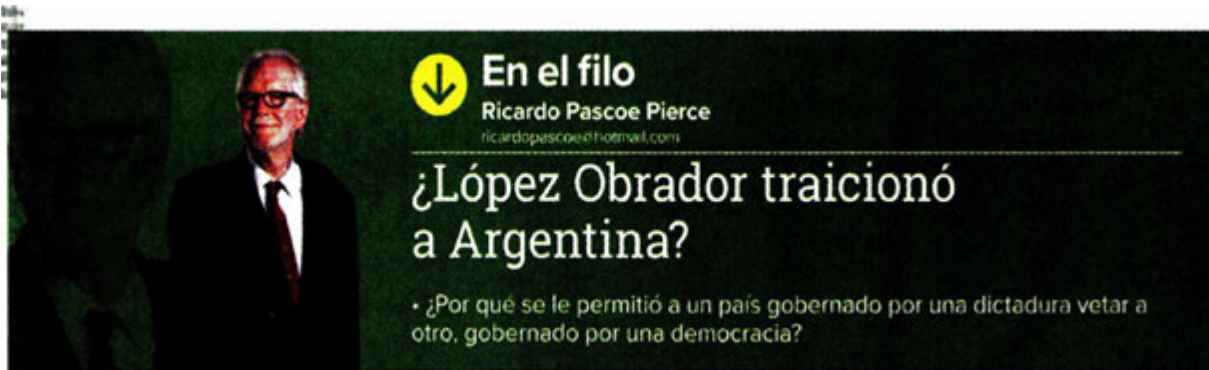 En el filo
Ricardo Pascoe Pierce
ricardopascoe@hotmail.com
¿López Obrador traicionó
a Argentina?
• ¿Por qué se le permitió a un país gobernado por una dictadura vetar a
otro, gobernado por una democracia?